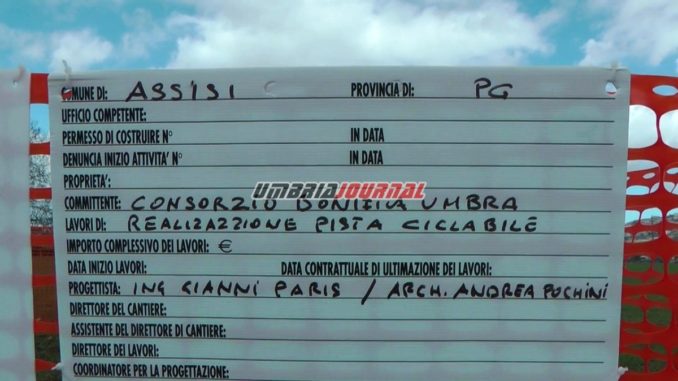 COMUNE DI: ASSISI PROVINCIA DI: PG
UFFICIO COMPETENTE:
PERMESSO DI COSTRUIRE N° IN DATA
DENUNCIA INIZIO ATTIVITA' N° IN DATA
PROPRIETA':
UMBRIAJOURNAL
COMMITTENTE: CONSORZIO BONIFICA UMBRA
LAVORI DI: REALIZAZZIONE PISTA CICLABILE
IMPORTO COMPLESSIVO DEI LAVORI: €
DATA INIZIO LAVORI: DATA CONTRATTUALE DI ULTIMAZIONE DEI LAVORI:
PROGETTISTA: ING GIANNI PARIS / ARCH. ANDREA POCHINI
DIRETTORE DEL CANTIERE:
ASSISTENTE DEL DIRETTORE DI CANTIERE:
DIRETTORE DEI LAVORI:
COORDINATORE PER LA PROGETTAZIONE: